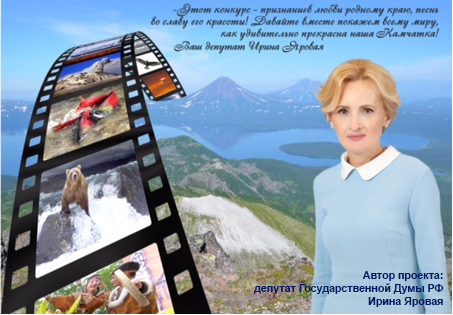 -Этот конкурс - признание в любви родному краю, песнь
во славу его красоты! Давайте вместе покажем всему миру,
как удивительно прекрасна наша Камчатка!
Ваш депутат Ирина Яровая
Автор проекта:
депутат Государственной Думы РФ
Ирина Яровая